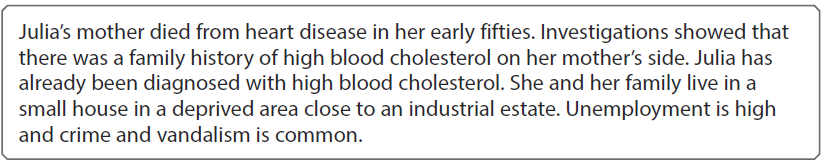 Julia’s mother died from heart disease in her early fifties. Investigations showed that
there was a family history of high blood cholesterol on her mother’s side. Julia has
already been diagnosed with high blood cholesterol. She and her family live in a
small house in a deprived area close to an industrial estate. Unemployment is high
and crime and vandalism is common.